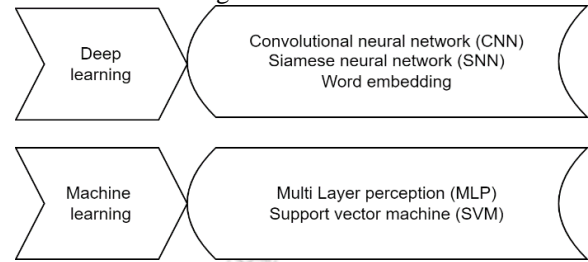 Deep
learning
Convolutional neural network (CNN)
Siamese neural network (SNN)
Word embedding
Machine
learning
Multi Layer perception (MLP)
Support vector machine (SVM)